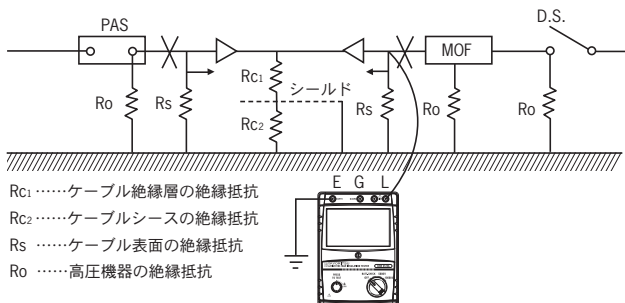 PAS
D.S.
MOF
Rc1
シールド
Ro
Rs
Rc2
Rs
Ro
Ro
E G L
Rc1 ……ケーブル絶縁層の絶縁抵抗
Rc2 ……ケーブルシースの絶縁抵抗
Rs ……ケーブル表面の絶縁抵抗
Ro ……高圧機器の絶縁抵抗